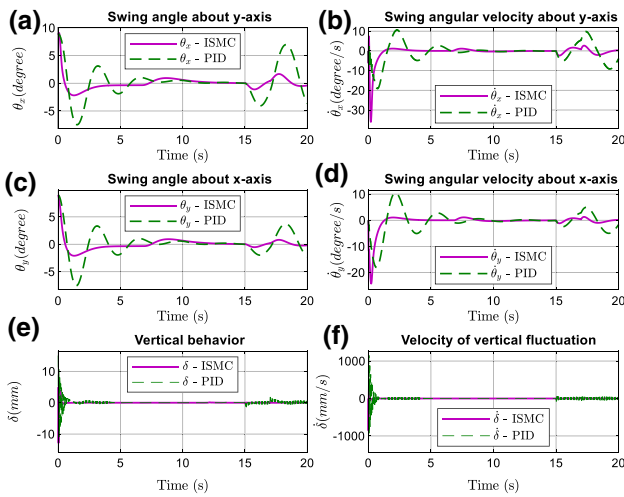 (a)
Swing angle about y-axis
θx(degree)
θx - ISMC
θx - PID
5
0
-5
0 5 10 15 20
Time (s)
(b)
Swing angular velocity about y-axis
θ̇x(degree/s)
θ̇x - ISMC
θ̇x - PID
10
0
-10
-20
-30
0 5 10 15 20
Time (s)
(c)
Swing angle about x-axis
θy(degree)
θy - ISMC
θy - PID
5
0
-5
0 5 10 15 20
Time (s)
(d)
Swing angular velocity about x-axis
θ̇y(degree/s)
θ̇y - ISMC
θ̇y - PID
10
0
-10
-20
0 5 10 15 20
Time (s)
(e)
Vertical behavior
δ(mm)
δ - ISMC
δ - PID
10
0
-10
0 5 10 15 20
Time (s)
(f)
Velocity of vertical fluctuation
δ̇(mm/s)
δ̇ - ISMC
δ̇ - PID
1000
0
-1000
0 5 10 15 20
Time (s)